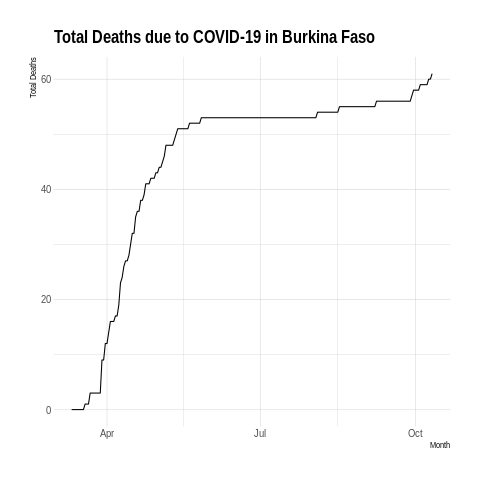 Total Deaths due to COVID-19 in Burkina Faso
Total Deaths
60
40
20
0
Apr
Jul
Oct
Month